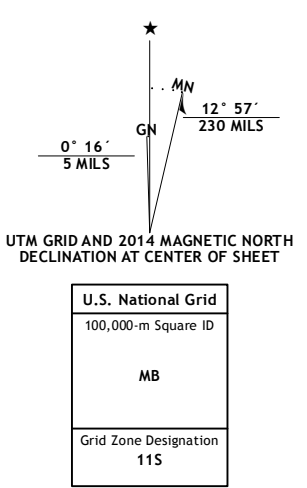 ★
MN
GN
12° 57´
230 MILS
0° 16´
5 MILS
UTM GRID AND 2014 MAGNETIC NORTH
DECLINATION AT CENTER OF SHEET
U.S. National Grid
100,000-m Square ID
MB
Grid Zone Designation
11S